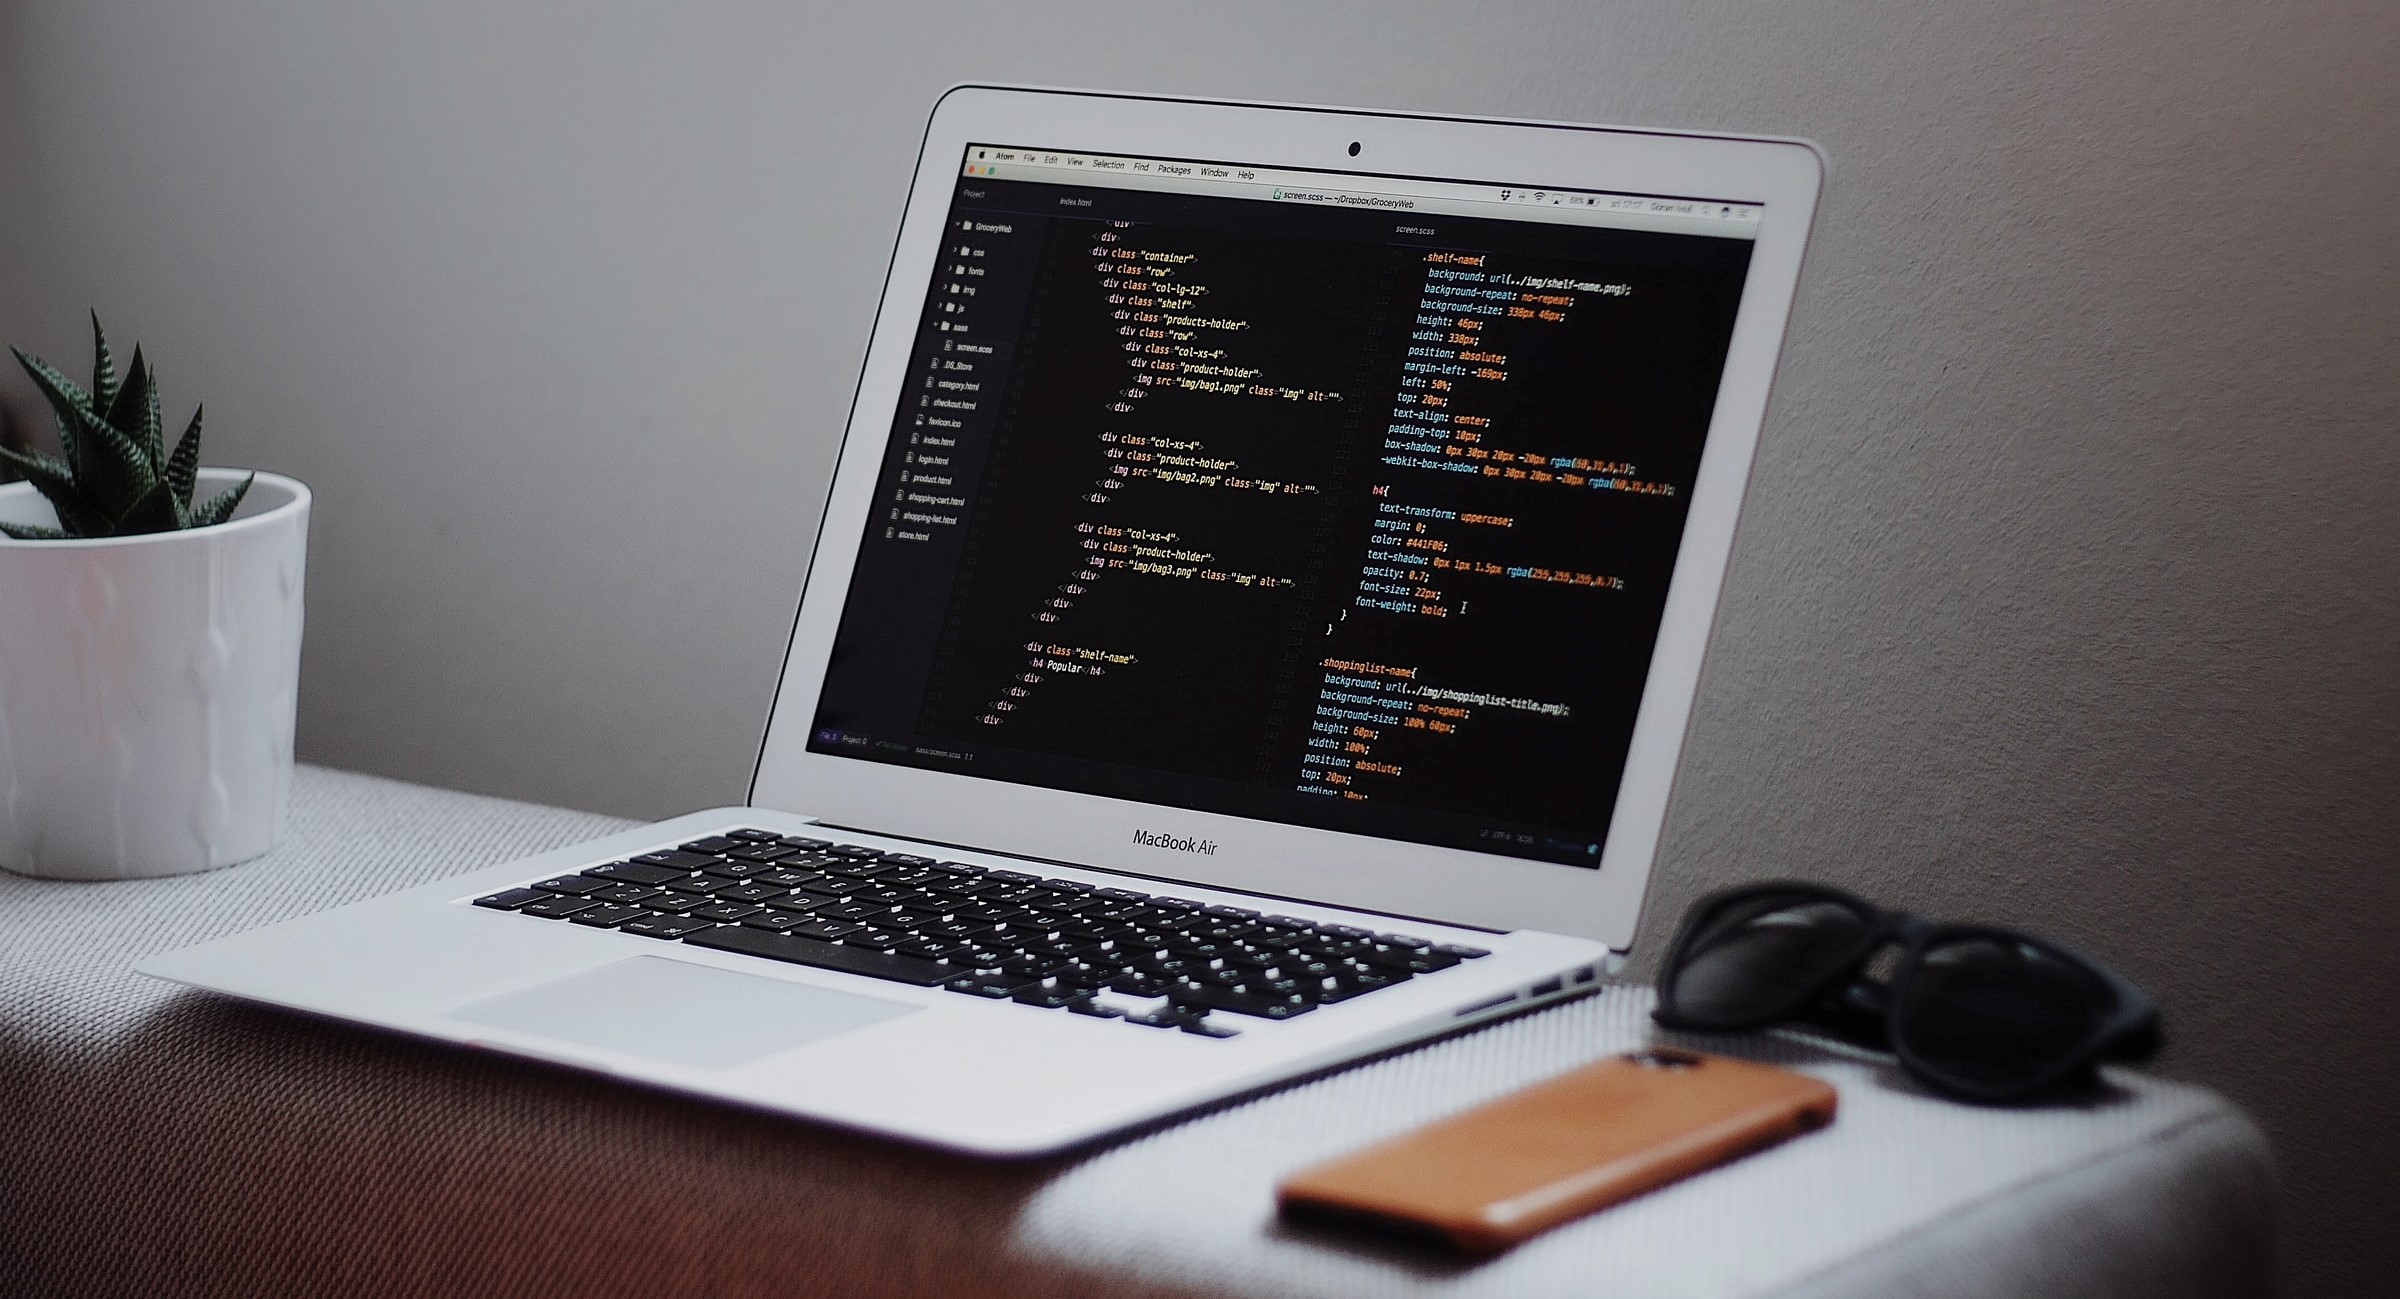 Atom File Edit View Selection Find Packages Window Help
screen.scss — ~/Dropbox/GroceryWeb
Project
GroceryWeb
css
fonts
img
js
sass
screen.scss
.DS_Store
category.html
checkout.html
favicon.ico
index.html
login.html
product.html
shopping-cart.html
shopping-list.html
store.html
index.html
</div>
</div>
<div class="container">
<div class="row">
<div class="col-lg-12">
<div class="shelf">
<div class="products-holder">
<div class="row">
<div class="col-xs-4">
<div class="product-holder">
<img src="img/bag1.png" class="img" alt="">
</div>
</div>
<div class="col-xs-4">
<div class="product-holder">
<img src="img/bag2.png" class="img" alt="">
</div>
</div>
<div class="col-xs-4">
<div class="product-holder">
<img src="img/bag3.png" class="img" alt="">
</div>
</div>
</div>
</div>
<div class="shelf-name">
<h4>Popular</h4>
</div>
</div>
</div>
</div>
screen.scss
.shelf-name{
background: url(../img/shelf-name.png);
background-repeat: no-repeat;
background-size: 338px 46px;
height: 46px;
width: 338px;
position: absolute;
margin-left: -169px;
left: 50%;
top: 20px;
text-align: center;
padding-top: 10px;
box-shadow: 0px 30px 20px -20px rgba(
-webkit-box-shadow: 0px 30px 20px -20px rgba(
h4{
text-transform: uppercase;
margin: 0;
color: #441F06;
text-shadow: 0px 1px 1.5px rgba(255,255,255,0.7);
opacity: 0.7;
font-size: 22px;
font-weight: bold;
}
}
.shoppinglist-name{
background: url(../img/shoppinglist-title.png);
background-repeat: no-repeat;
background-size: 100% 60px;
height: 60px;
width: 100%;
position: absolute;
top: 20px;
padding: 10px;
File 0 Project 0 sass/screen.scss 1:1
MacBook Air